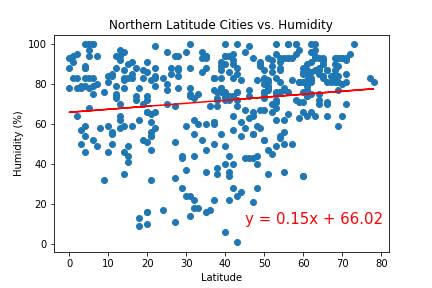 Northern Latitude Cities vs. Humidity
100
80
60
40
20
0
Humidity (%)
y = 0.15x + 66.02
0 10 20 30 40 50 60 70 80
Latitude